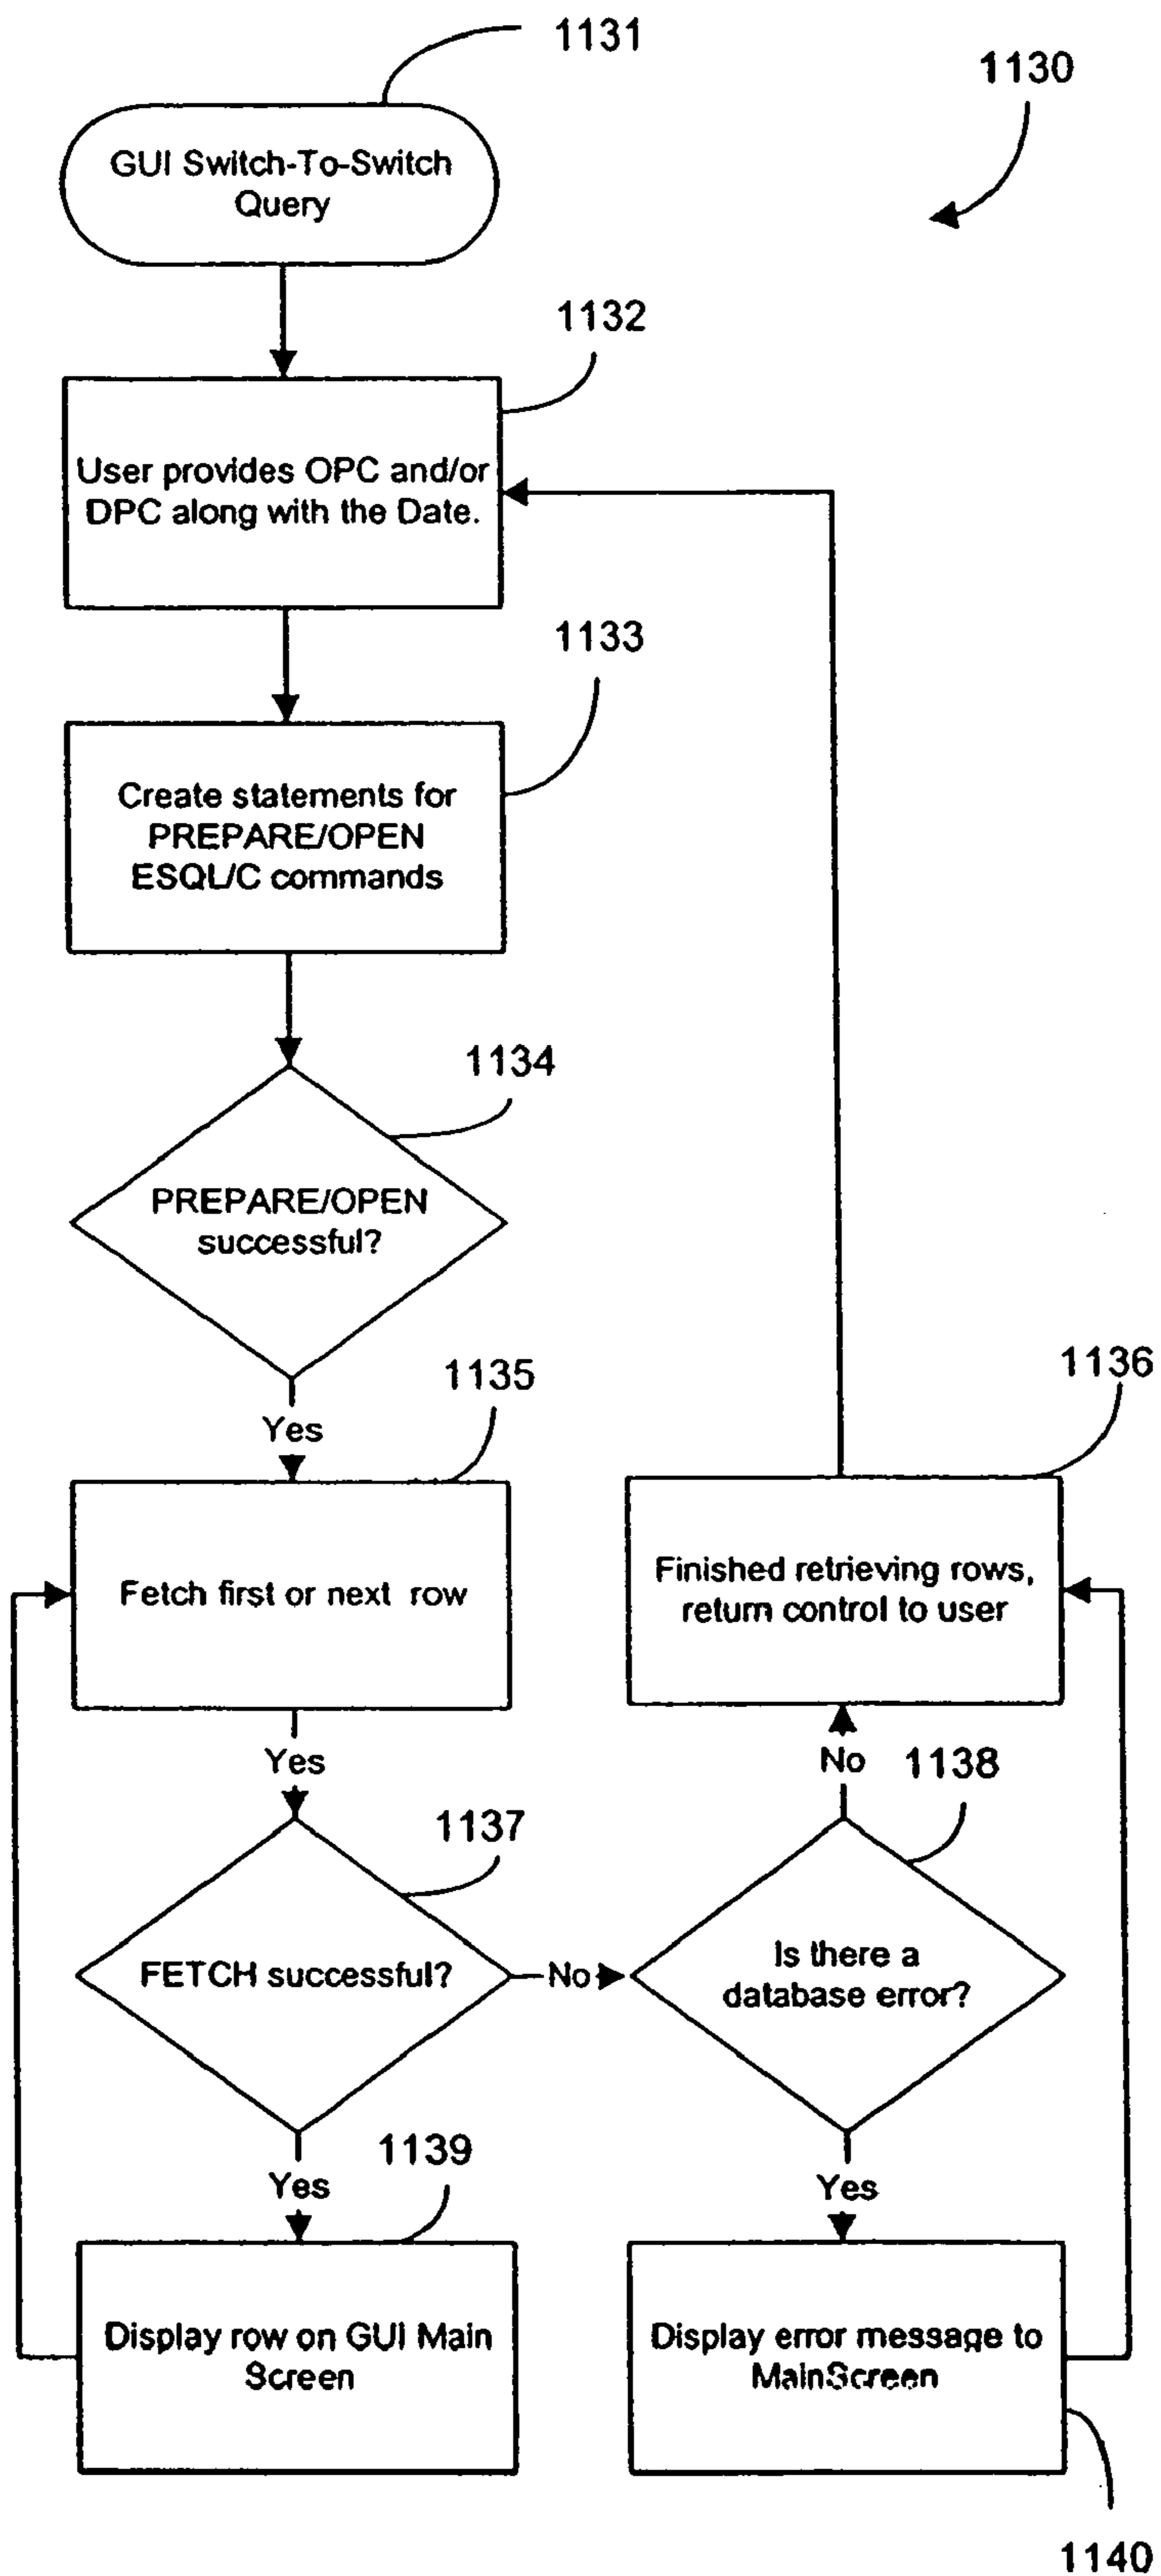 1131
1130
GUI Switch-To-Switch
Query
1132
User provides OPC and/or
DPC along with the Date.
1133
Create statements for
PREPARE/OPEN
ESQL/C commands
1134
PREPARE/OPEN
successful?
Yes
1135
Fetch first or next row
1136
Finished retrieving rows,
return control to user
Yes
No
1138
1137
FETCH successful?
No
Is there a
database error?
Yes
1139
Yes
Display row on GUI Main
Screen
Display error message to
MainScreen
1140